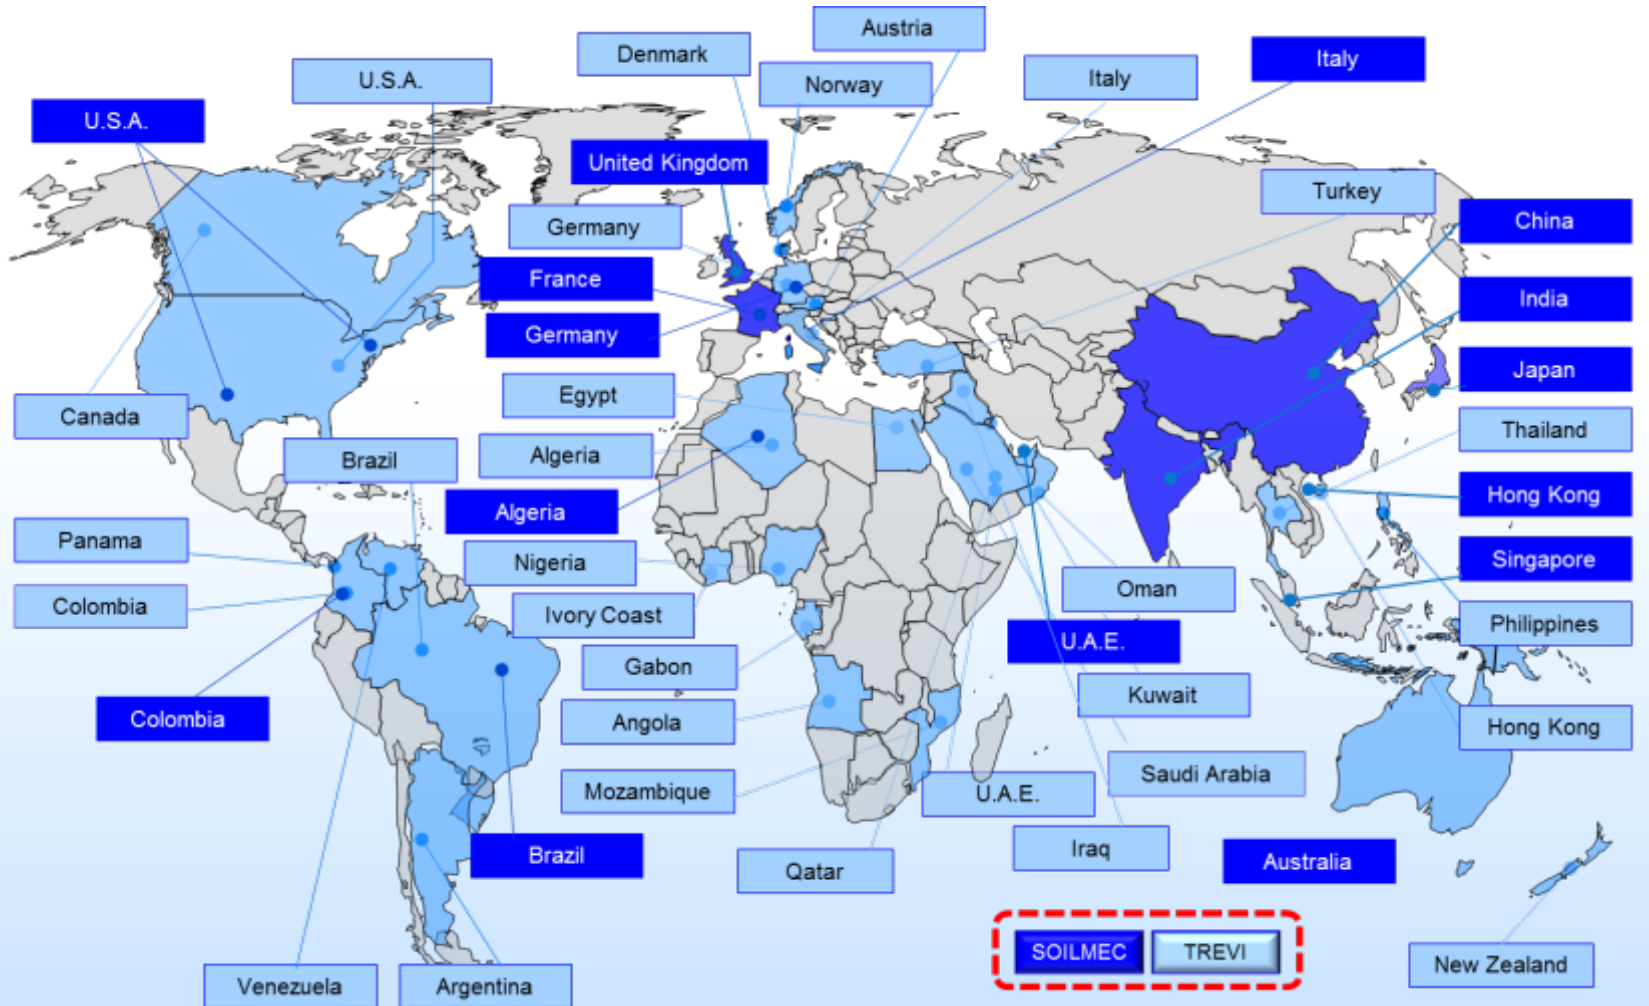 Austria
Denmark
Italy
U.S.A.
Italy
Norway
U.S.A.
United Kingdom
Turkey
China
Germany
France
India
Germany
Japan
Egypt
Canada
Thailand
Algeria
Brazil
Hong Kong
Algeria
Panama
Nigeria
Singapore
Oman
Colombia
Ivory Coast
Philippines
U.A.E.
Gabon
Kuwait
Colombia
Angola
Hong Kong
Saudi Arabia
Mozambique
U.A.E.
Iraq
Brazil
Australia
Qatar
SOILMEC
TREVI
New Zealand
Venezuela
Argentina